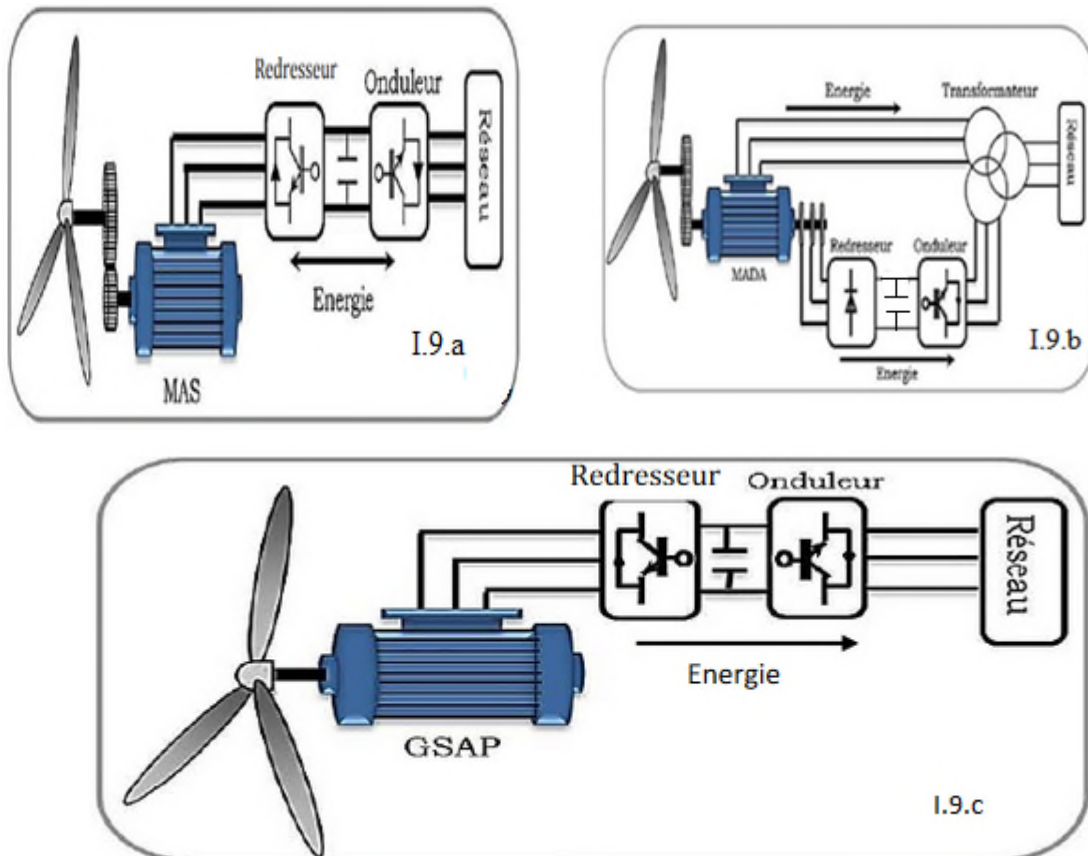 Redresseur
Onduleur
Réseau
Energie
I.9.a
MAS
Energie
Transformateur
Réseau
MADA
Redresseur
Onduleur
I.9.b
Energie
Redresseur
Onduleur
Réseau
Energie
GSAP
I.9.c